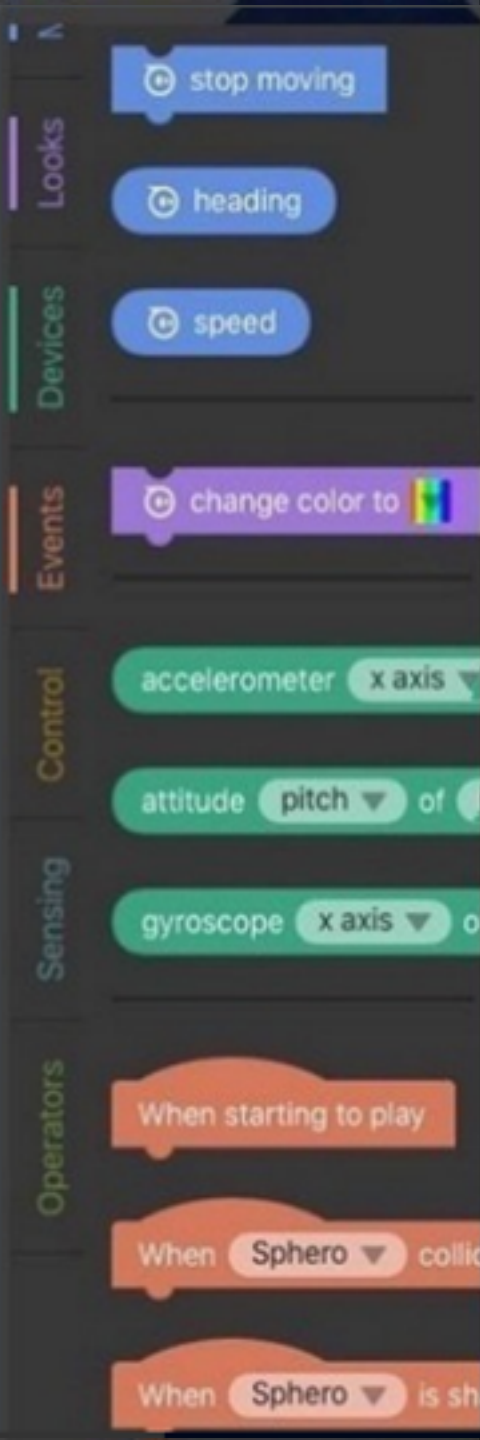 Looks
Devices
Events
Control
Sensing
Operators
stop moving
heading
speed
change color to
accelerometer x axis
attitude pitch of
gyroscope x axis
When starting to play
When Sphero
When Sphero is